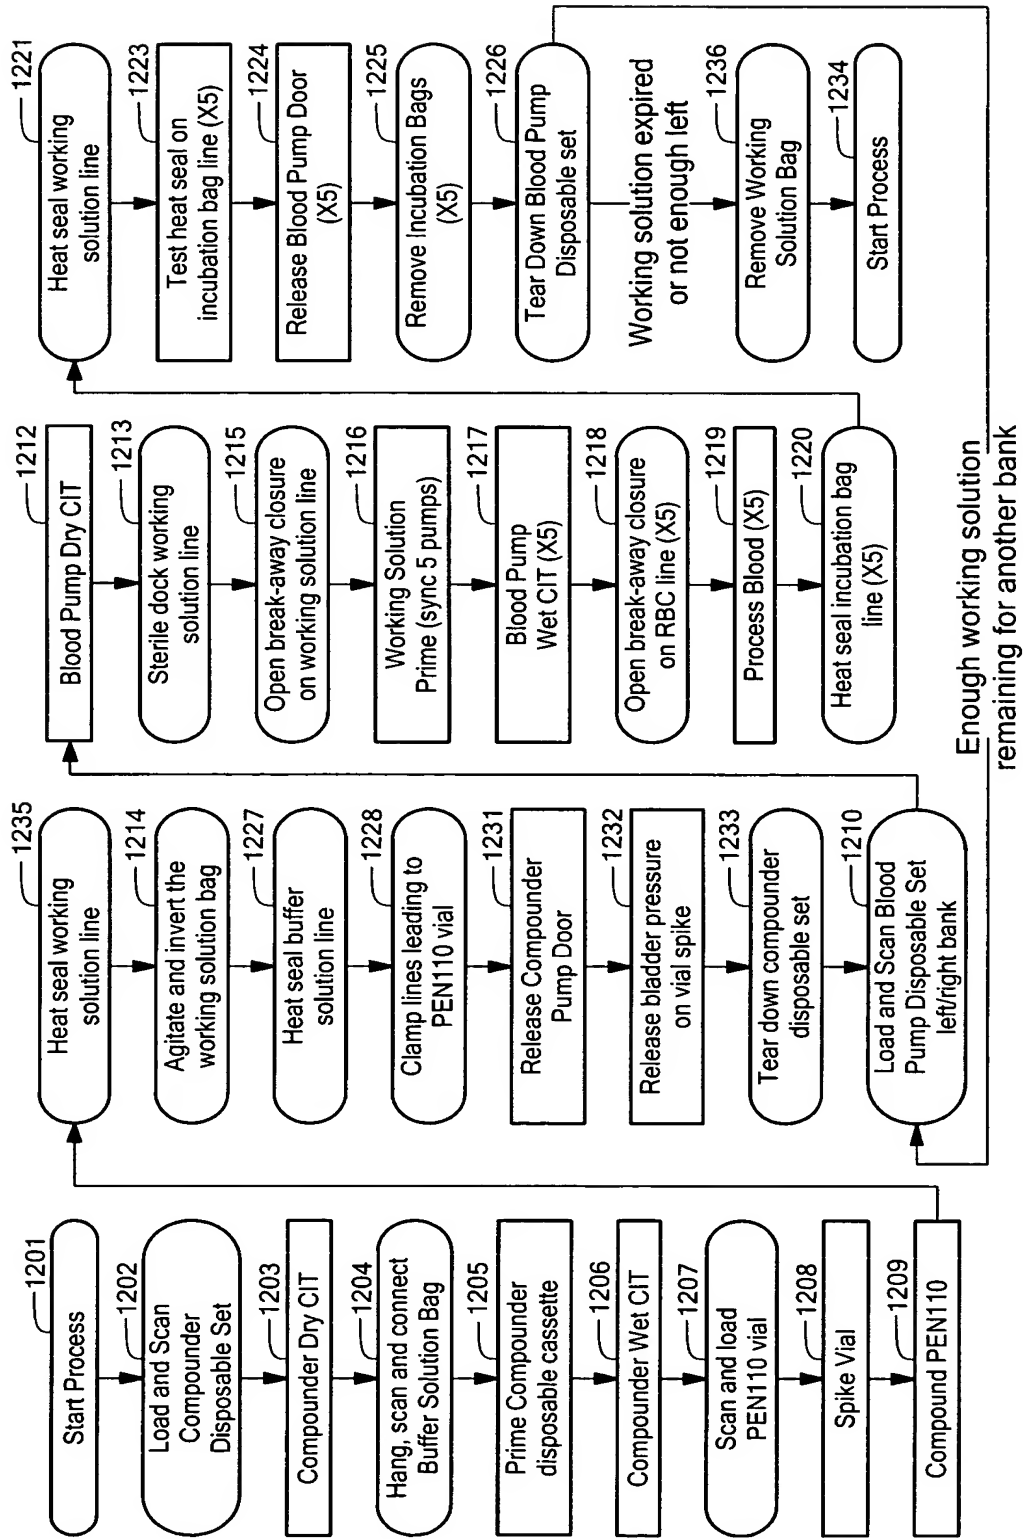 1201
Start Process
1202
Load and Scan
Compounder
Disposable Set
1203
Compounder Dry CIT
1204
Hang, scan and connect
Buffer Solution Bag
1205
Prime Compounder
disposable cassette
1206
Compounder Wet CIT
1207
Scan and load
PEN110 vial
1208
Spike Vial
1209
Compound PEN110
1235
Heat seal working
solution line
1214
Agitate and invert the
working solution bag
1227
Heat seal buffer
solution line
1228
Clamp lines leading to
PEN110 vial
1231
Release Compounder
Pump Door
1232
Release bladder pressure
on vial spike
1233
Tear down compounder
disposable set
1210
Load and Scan Blood
Pump Disposable Set
left/right bank
1212
Blood Pump Dry CIT
1213
Sterile dock working
solution line
1215
Open break-away closure
on working solution line
1216
Working Solution
Prime (sync 5 pumps)
1217
Blood Pump
Wet CIT (X5)
1218
Open break-away closure
on RBC line (X5)
1219
Process Blood (X5)
1220
Heat seal incubation bag
line (X5)
1221
Heat seal working
solution line
1223
Test heat seal on
incubation bag line (X5)
1224
Release Blood Pump Door
(X5)
1225
Remove Incubation Bags
(X5)
1226
Tear Down Blood Pump
Disposable set
Working solution expired
or not enough left
1236
Remove Working
Solution Bag
1234
Start Process
Enough working solution
remaining for another bank